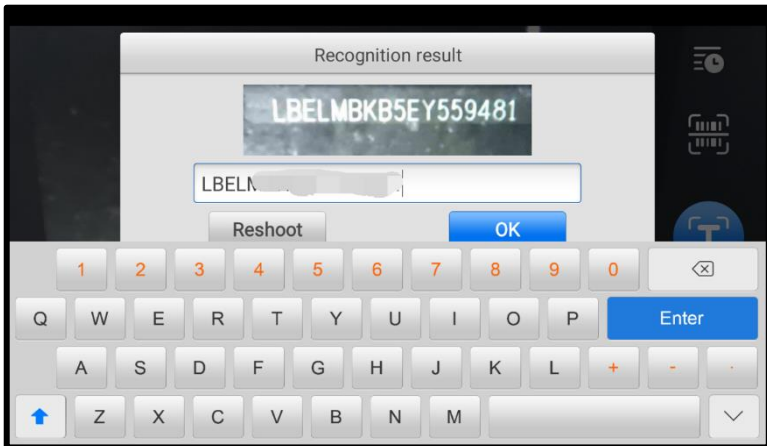 Recognition result
LBELMBKB5EY559481
LBELM
Reshoot
OK
1 2 3 4 5 6 7 8 9 0
Q W E R T Y U I O P Enter
A S D F G H J K L + - .
Z X C V B N M